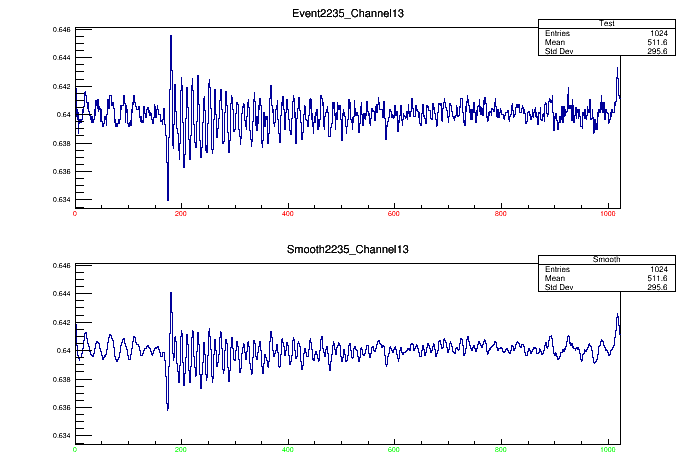 Event2235_Channel13
Test
Entries 1024
Mean 511.6
Std Dev 295.6
0.646
0.644
0.642
0.64
0.638
0.636
0.634
0 200 400 600 800 1000
Smooth2235_Channel13
Smooth
Entries 1024
Mean 511.6
Std Dev 295.6
0.646
0.644
0.642
0.64
0.638
0.636
0.634
0 200 400 600 800 1000